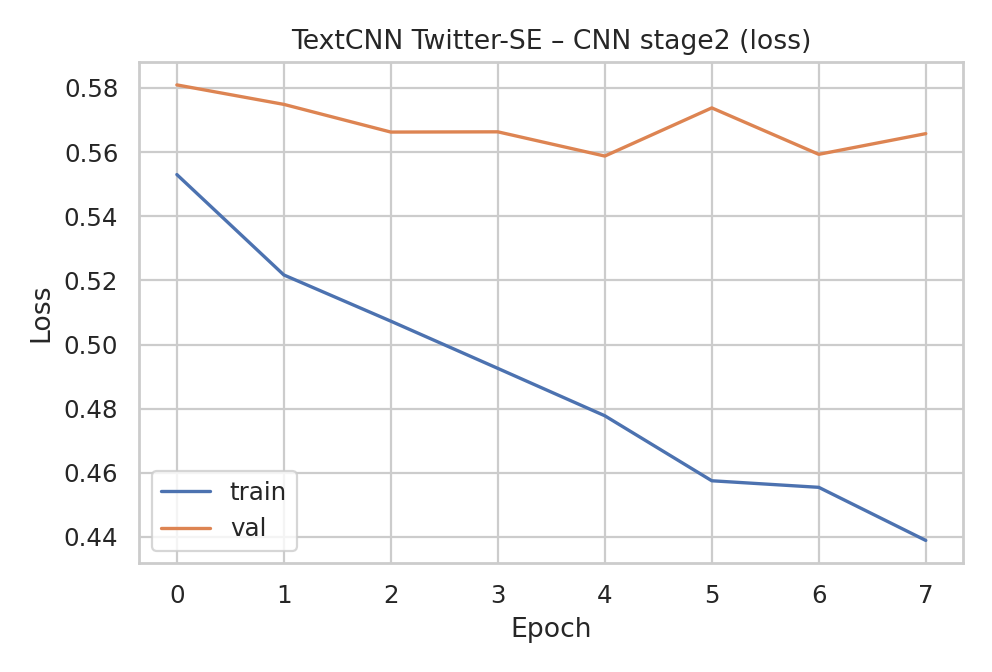 TextCNN Twitter-SE – CNN stage2 (loss)
Loss
0.58
0.56
0.54
0.52
0.50
0.48
0.46
0.44
train
val
0 1 2 3 4 5 6 7
Epoch